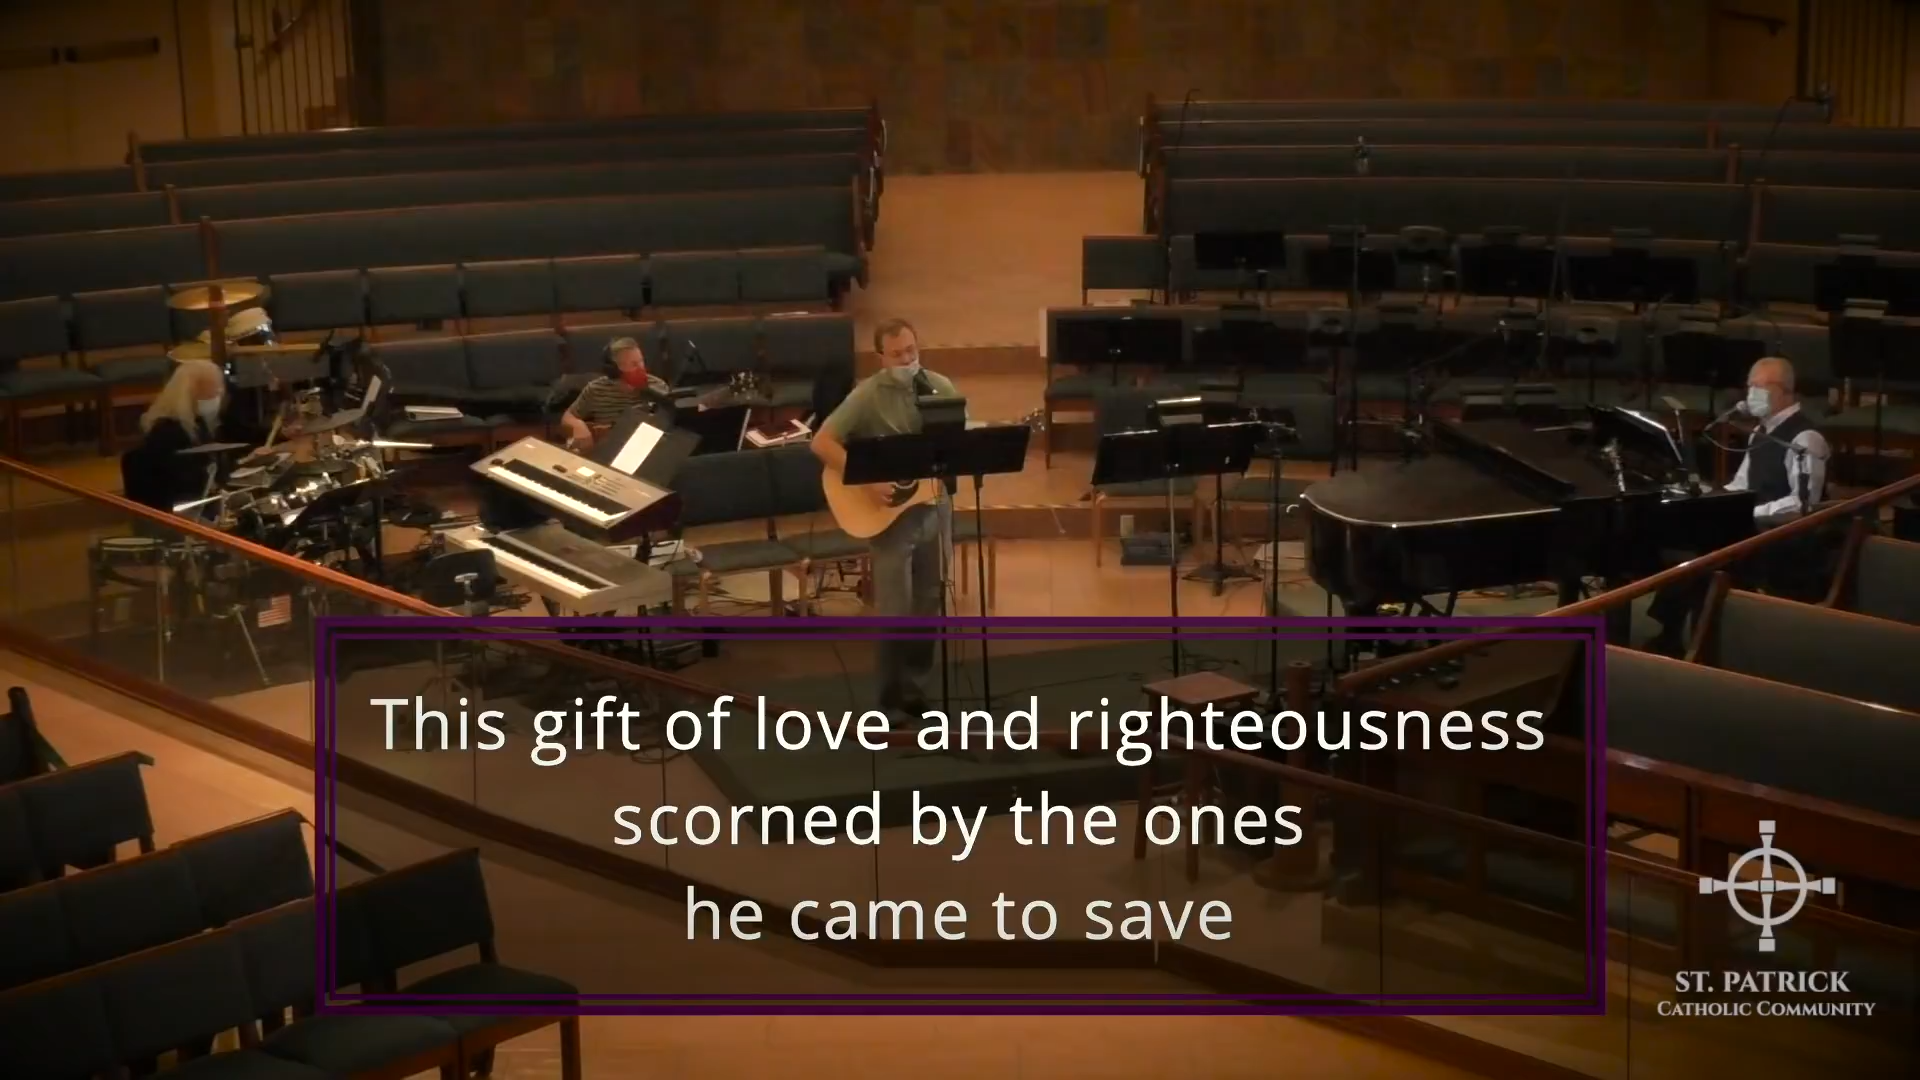 This gift of love and righteousness
scorned by the ones
he came to save
ST. PATRICK
CATHOLIC COMMUNITY